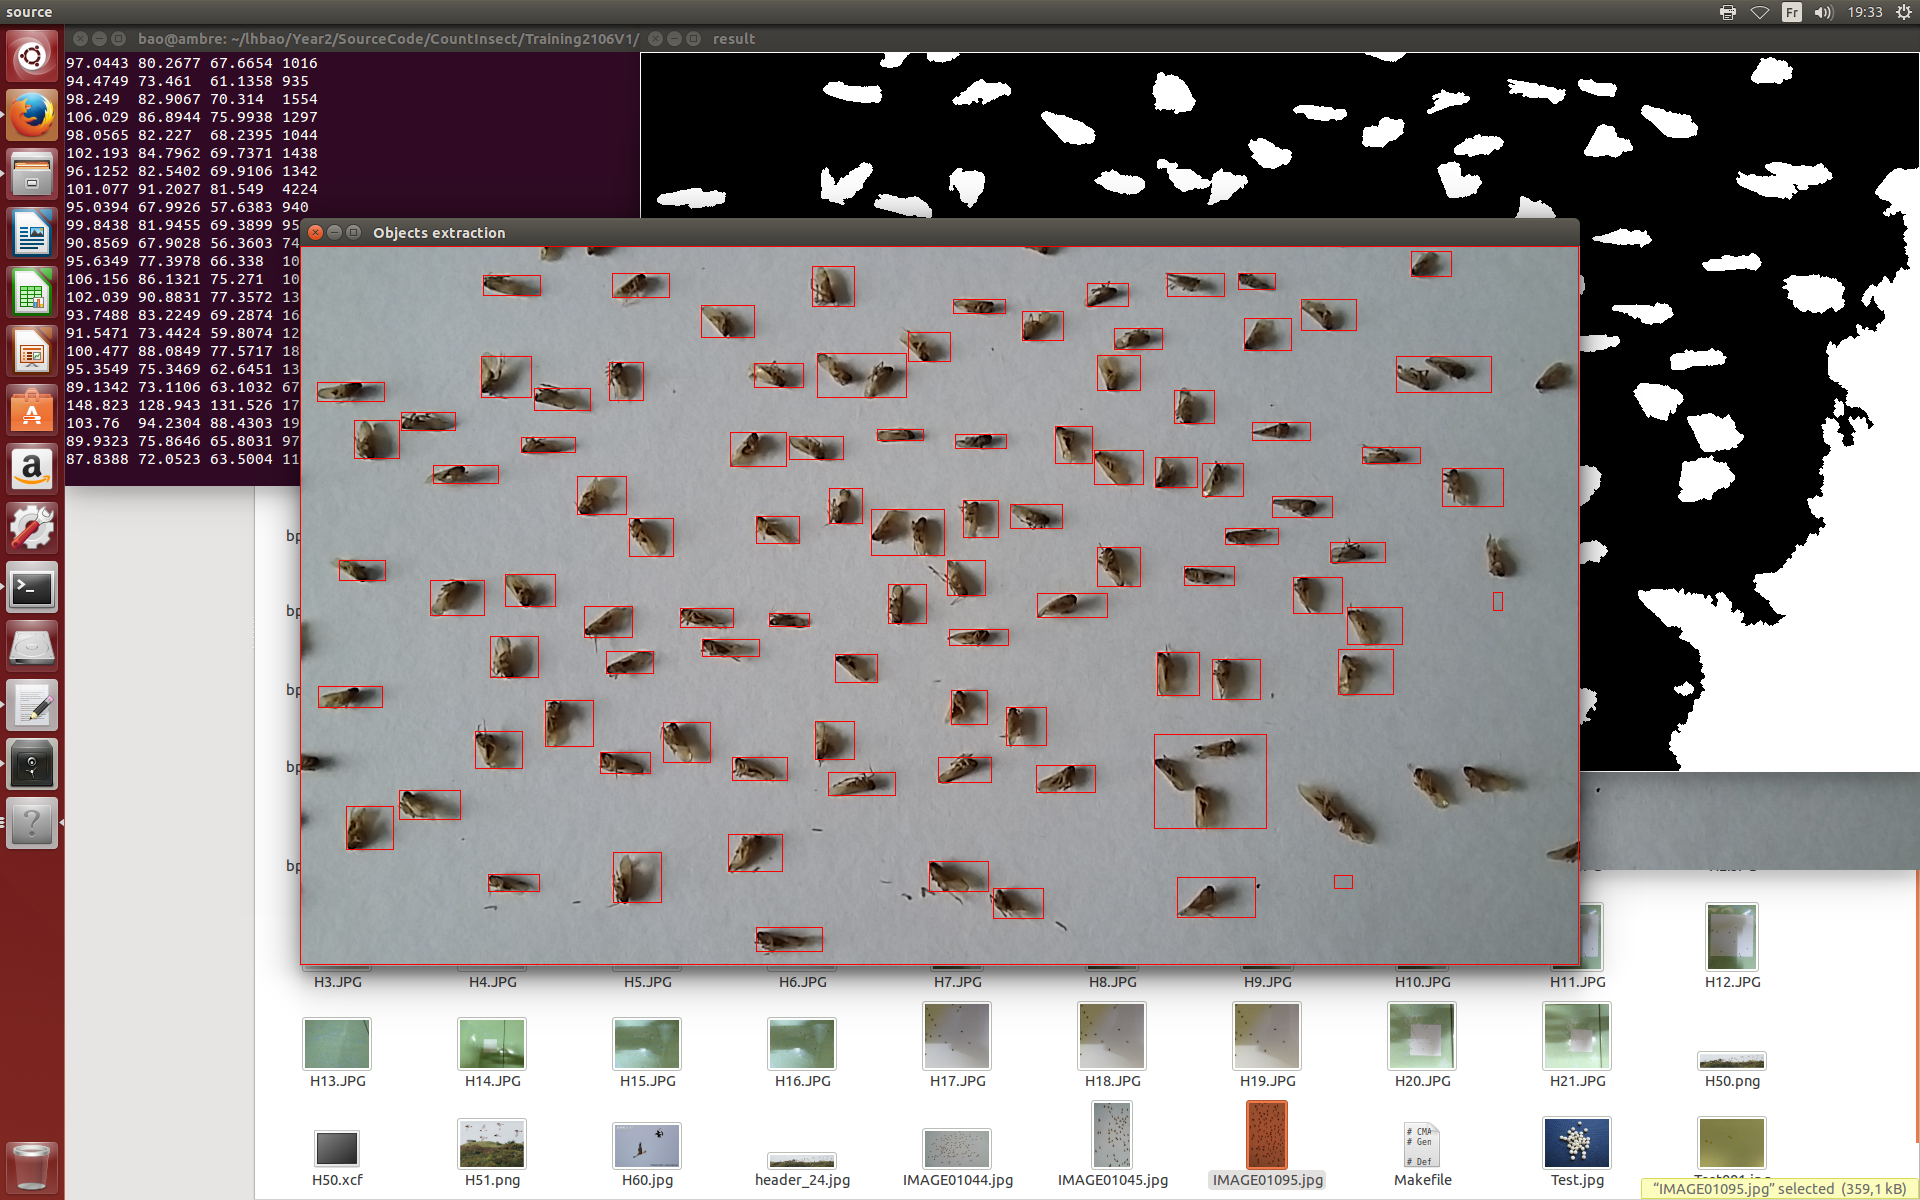 source
Fr
19:33
bao@ambre: ~/lhbao/Year2/SourceCode/CountInsect/Training2106V1/
result
97.0443 80.2677 67.6654 1016
94.4749 73.461 61.1358 935
98.249 82.9067 70.314 1554
106.029 86.8944 75.9938 1297
98.0565 82.227 68.2395 1044
102.193 84.7962 69.7371 1438
96.1252 82.5402 69.9106 1342
101.077 91.2027 81.549 4224
95.0394 67.9926 57.6383 940
99.8438 81.9455 69.3899 95
90.8569 67.9028 56.3603 74
95.6349 77.3978 66.338 10
106.156 86.1321 75.271 10
102.039 90.8831 77.3572 13
93.7488 83.2249 69.2874 16
91.5471 73.4424 59.8074 12
100.477 88.0849 77.5717 18
95.3549 75.3469 62.6451 13
89.1342 73.1106 63.1032 67
148.823 128.943 131.526 17
103.76 94.2304 88.4303 19
89.9323 75.8646 65.8031 97
87.8388 72.0523 63.5004 11
Objects extraction
bp
bp
bp
bp
bp
H3.JPG
H4.JPG
H5.JPG
H6.JPG
H7.JPG
H8.JPG
H9.JPG
H10.JPG
H11.JPG
H12.JPG
H13.JPG
H14.JPG
H15.JPG
H16.JPG
H17.JPG
H18.JPG
H19.JPG
H20.JPG
H21.JPG
H50.png
# CMA
# Gen
# Def
H50.xcf
H51.png
H60.jpg
header_24.jpg
IMAGE01044.jpg
IMAGE01045.jpg
IMAGE01095.jpg
Makefile
Test.jpg
"IMAGE01095.jpg" selected (359,1 kB)